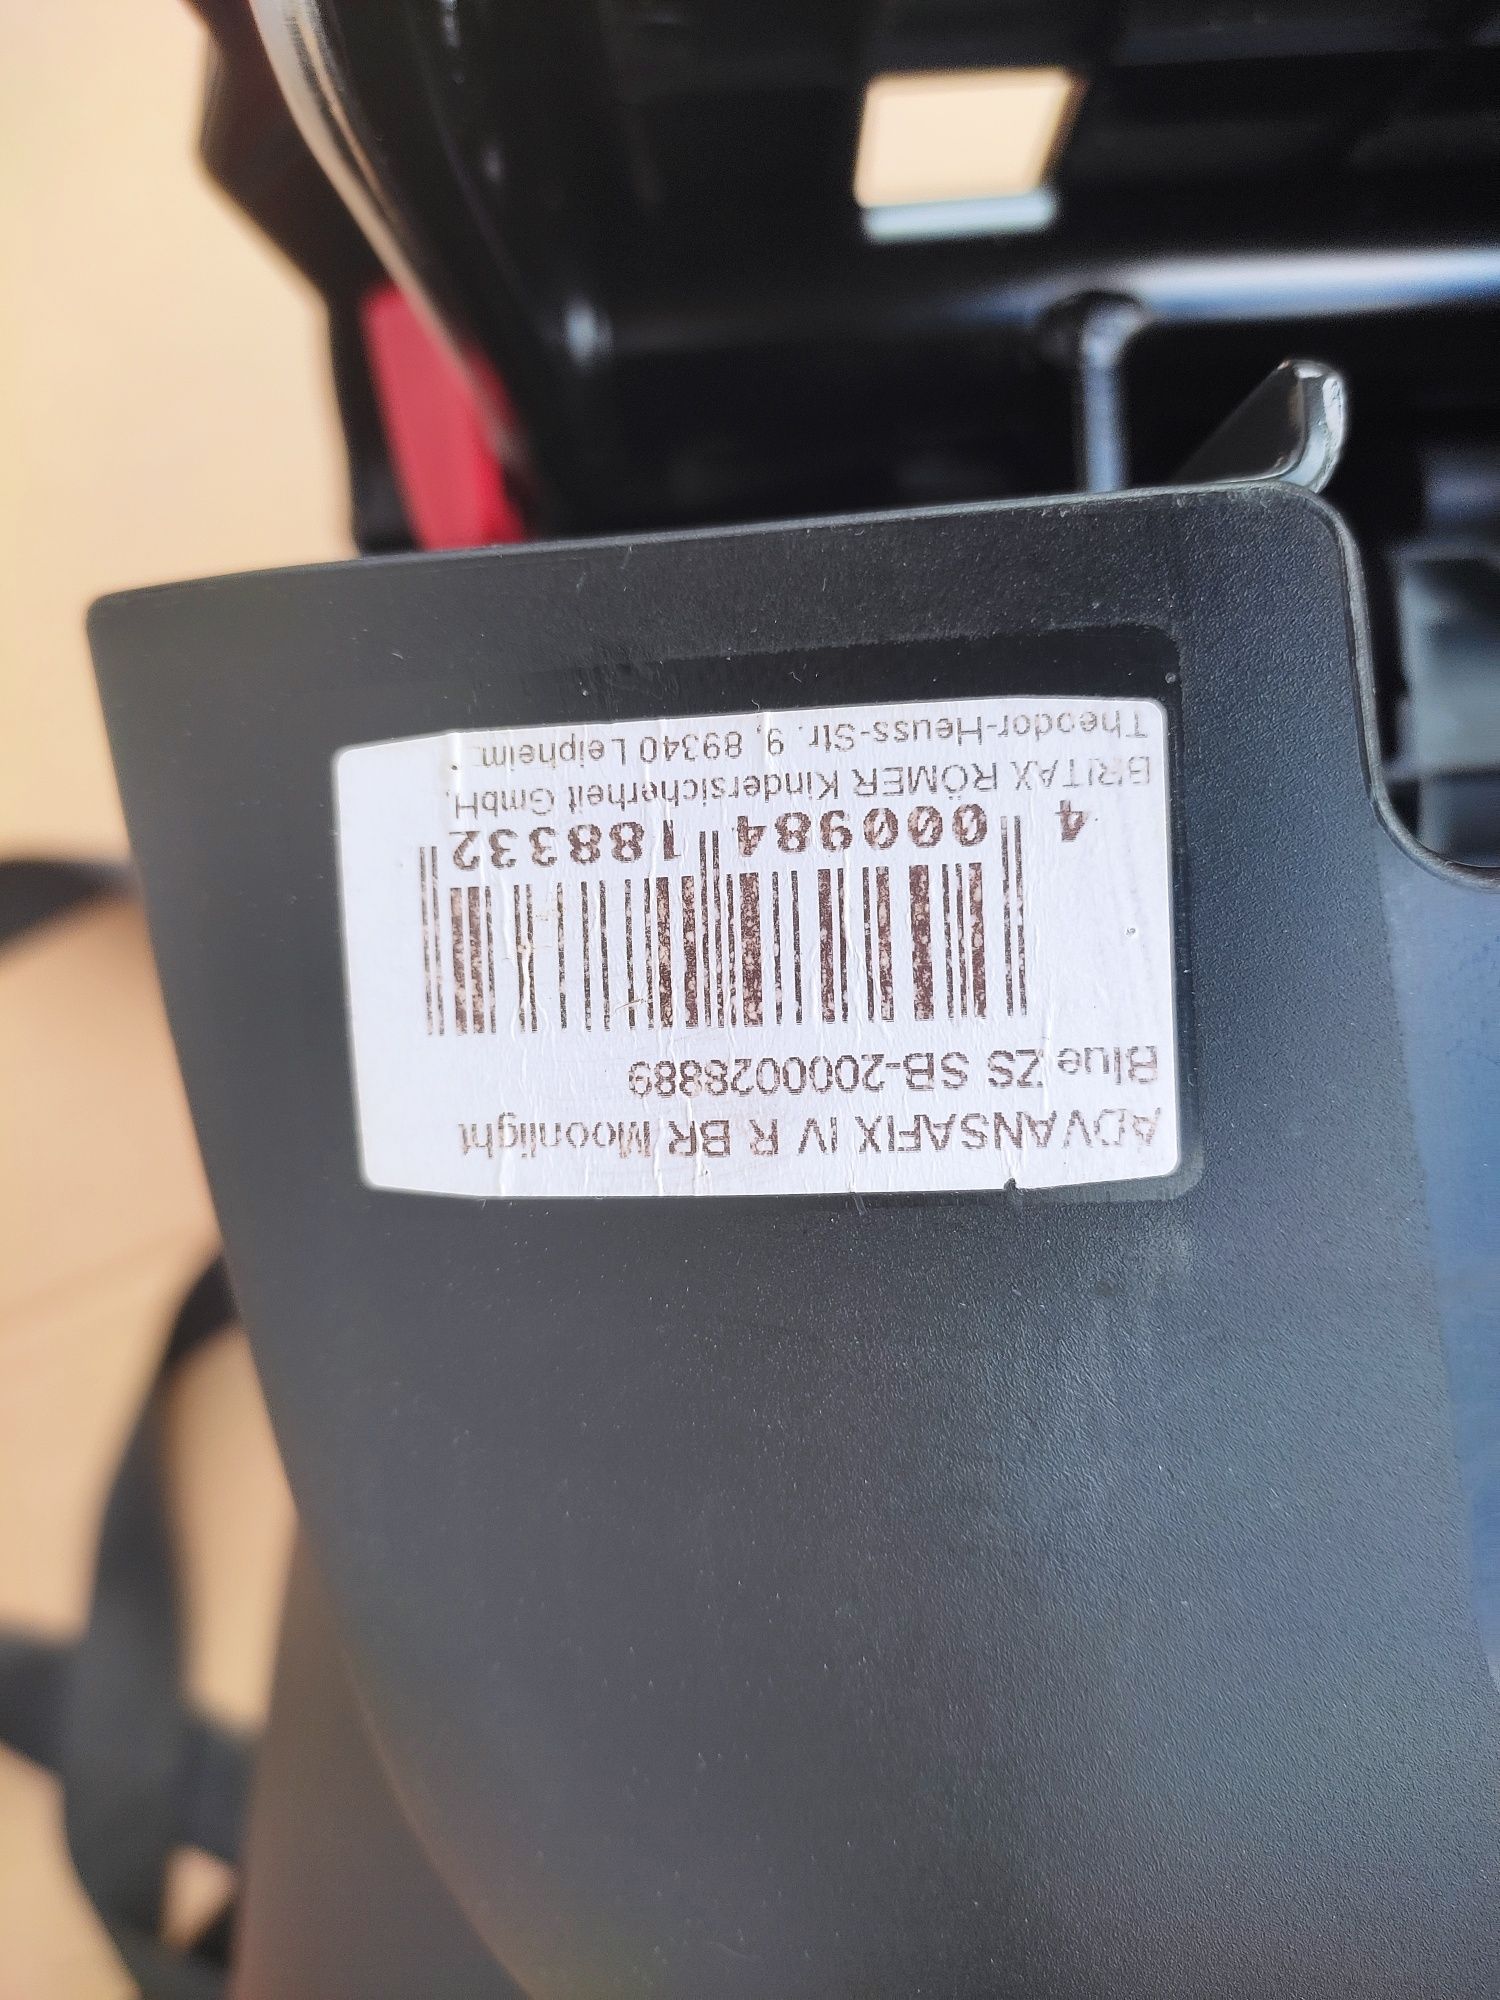 ADVANSAFIX IV R BR Moonlight
Blue ZS SB-2000028889
4 000984 188332
BRITAX RÖMER Kindersicherheit GmbH,
Theodor-Heuss-Str. 9, 89340 Leipheim